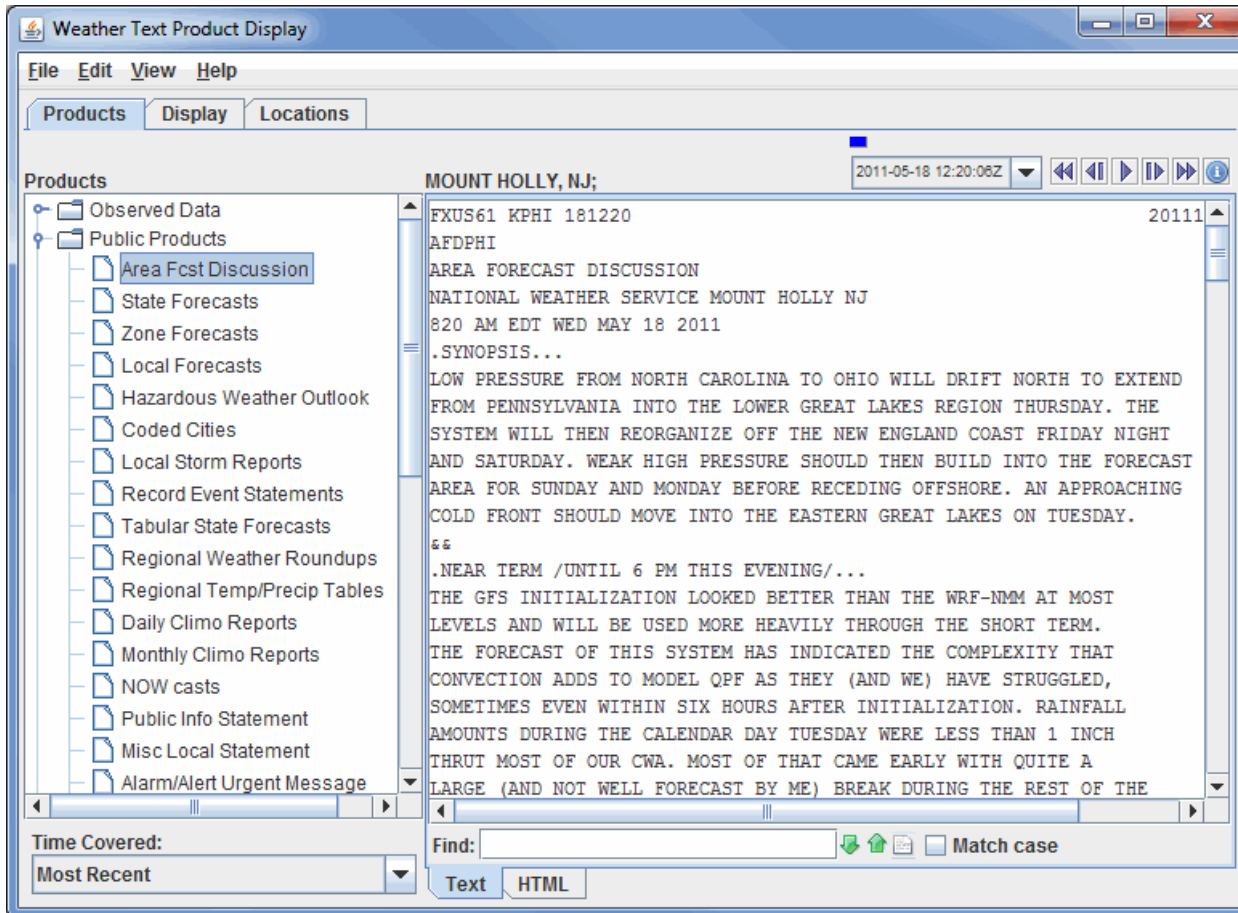 Weather Text Product Display
File Edit View Help
Products Display Locations
2011-05-18 12:20:06Z
Products
MOUNT HOLLY, NJ;
Observed Data
Public Products
Area Fcst Discussion
State Forecasts
Zone Forecasts
Local Forecasts
Hazardous Weather Outlook
Coded Cities
Local Storm Reports
Record Event Statements
Tabular State Forecasts
Regional Weather Roundups
Regional Temp/Precip Tables
Daily Climo Reports
Monthly Climo Reports
NOW casts
Public Info Statement
Misc Local Statement
Alarm/Alert Urgent Message
Time Covered:
Most Recent
FXUS61 KPHI 181220 20111
AFDPHI
AREA FORECAST DISCUSSION
NATIONAL WEATHER SERVICE MOUNT HOLLY NJ
820 AM EDT WED MAY 18 2011
.SYNOPSIS...
LOW PRESSURE FROM NORTH CAROLINA TO OHIO WILL DRIFT NORTH TO EXTEND
FROM PENNSYLVANIA INTO THE LOWER GREAT LAKES REGION THURSDAY. THE
SYSTEM WILL THEN REORGANIZE OFF THE NEW ENGLAND COAST FRIDAY NIGHT
AND SATURDAY. WEAK HIGH PRESSURE SHOULD THEN BUILD INTO THE FORECAST
AREA FOR SUNDAY AND MONDAY BEFORE RECEDING OFFSHORE. AN APPROACHING
COLD FRONT SHOULD MOVE INTO THE EASTERN GREAT LAKES ON TUESDAY.
&&
.NEAR TERM /UNTIL 6 PM THIS EVENING/...
THE GFS INITIALIZATION LOOKED BETTER THAN THE WRF-NMM AT MOST
LEVELS AND WILL BE USED MORE HEAVILY THROUGH THE SHORT TERM.
THE FORECAST OF THIS SYSTEM HAS INDICATED THE COMPLEXITY THAT
CONVECTION ADDS TO MODEL QPF AS THEY (AND WE) HAVE STRUGGLED,
SOMETIMES EVEN WITHIN SIX HOURS AFTER INITIALIZATION. RAINFALL
AMOUNTS DURING THE CALENDAR DAY TUESDAY WERE LESS THAN 1 INCH
THRUT MOST OF OUR CWA. MOST OF THAT CAME EARLY WITH QUITE A
LARGE (AND NOT WELL FORECAST BY ME) BREAK DURING THE REST OF THE
Find: Match case
Text HTML